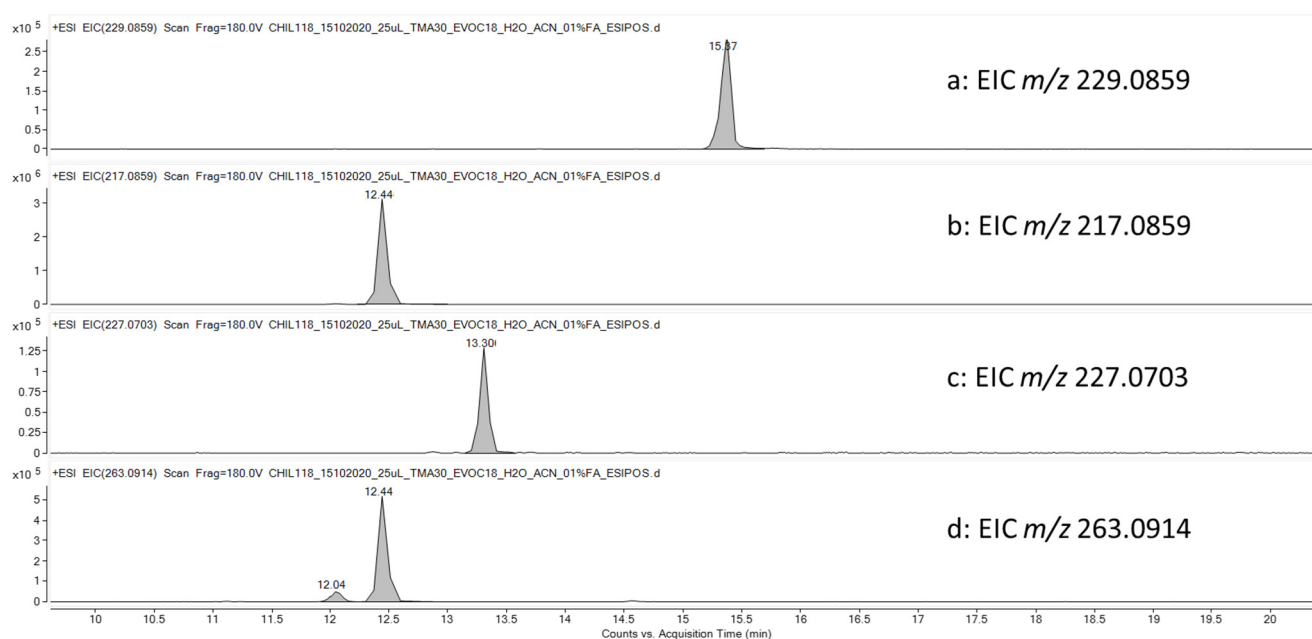 x10 5 +ESI EIC(229.0859) Scan Frag=180.0V CHIL118_15102020_25uL_TMA30_EVOC18_H2O_ACN_01%FA_ESIPOS.d
15.37
2.5
2
1.5
1
0.5
0
a: EIC m/z 229.0859
x10 6 +ESI EIC(217.0859) Scan Frag=180.0V CHIL118_15102020_25uL_TMA30_EVOC18_H2O_ACN_01%FA_ESIPOS.d
12.44
3
2
1
0
b: EIC m/z 217.0859
x10 5 +ESI EIC(227.0703) Scan Frag=180.0V CHIL118_15102020_25uL_TMA30_EVOC18_H2O_ACN_01%FA_ESIPOS.d
13.30
1.25
1
0.75
0.5
0.25
0
c: EIC m/z 227.0703
x10 5 +ESI EIC(263.0914) Scan Frag=180.0V CHIL118_15102020_25uL_TMA30_EVOC18_H2O_ACN_01%FA_ESIPOS.d
12.44
5
4
3
2
1
0
12.04
d: EIC m/z 263.0914
10 10.5 11 11.5 12 12.5 13 13.5 14 14.5 15 15.5 16 16.5 17 17.5 18 18.5 19 19.5 20
Counts vs. Acquisition Time (min)